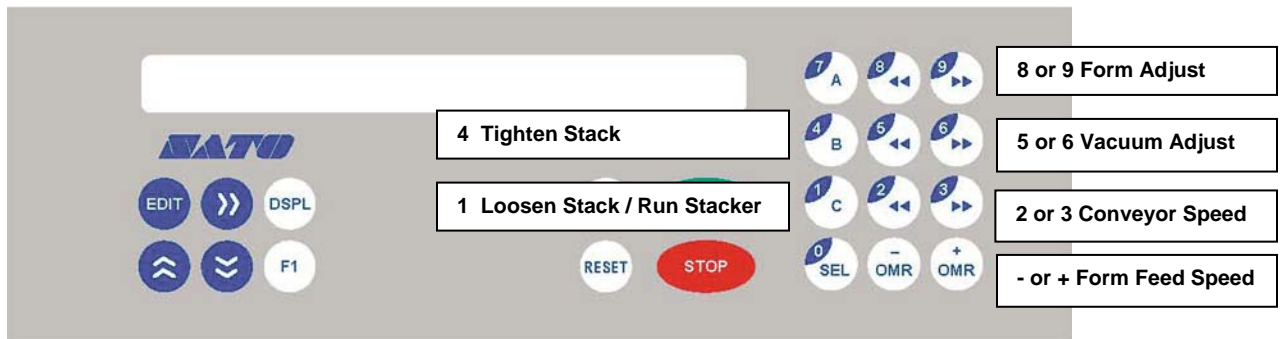 7 A 8 9 8 or 9 Form Adjust
4 Tighten Stack 4 B 5 6 5 or 6 Vacuum Adjust
SATO
EDIT DSPL 1 Loosen Stack / Run Stacker 1 C 2 3 2 or 3 Conveyor Speed
F1 RESET STOP 0 SEL - OMR + OMR - or + Form Feed Speed